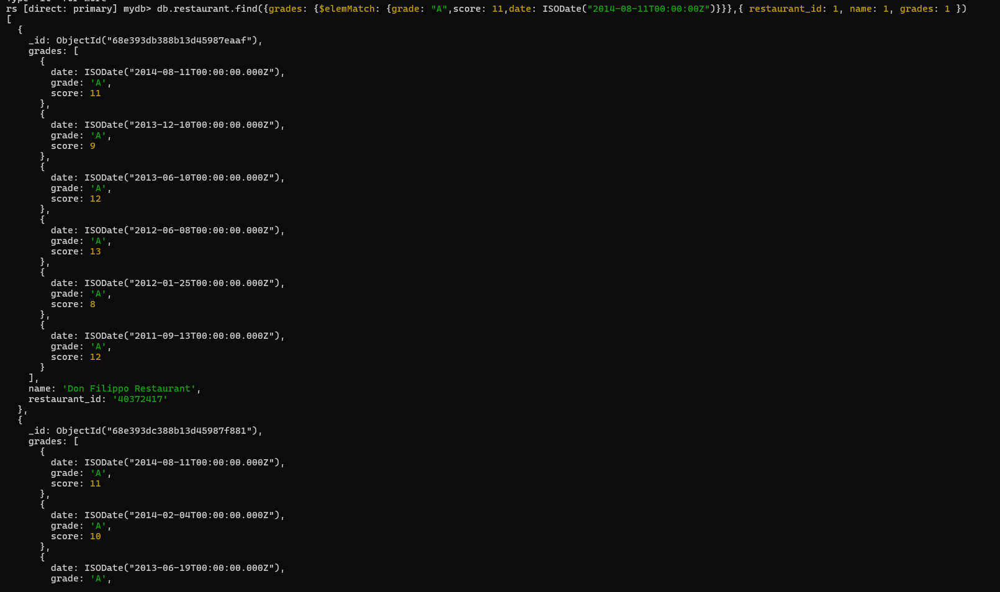 Type "it" for more
rs [direct: primary] mydb> db.restaurant.find({grades: {$elemMatch: {grade: "A",score: 11,date: ISODate("2014-08-11T00:00:00Z")}}},{ restaurant_id: 1, name: 1, grades: 1 })
[
  {
    _id: ObjectId("68e393db388b13d45987eaaf"),
    grades: [
      {
        date: ISODate("2014-08-11T00:00:00.000Z"),
        grade: 'A',
        score: 11
      },
      {
        date: ISODate("2013-12-10T00:00:00.000Z"),
        grade: 'A',
        score: 9
      },
      {
        date: ISODate("2013-06-10T00:00:00.000Z"),
        grade: 'A',
        score: 12
      },
      {
        date: ISODate("2012-06-08T00:00:00.000Z"),
        grade: 'A',
        score: 13
      },
      {
        date: ISODate("2012-01-25T00:00:00.000Z"),
        grade: 'A',
        score: 8
      },
      {
        date: ISODate("2011-09-13T00:00:00.000Z"),
        grade: 'A',
        score: 12
      }
    ],
    name: 'Don Filippo Restaurant',
    restaurant_id: '40372417'
  },
  {
    _id: ObjectId("68e393dc388b13d45987f881"),
    grades: [
      {
        date: ISODate("2014-08-11T00:00:00.000Z"),
        grade: 'A',
        score: 11
      },
      {
        date: ISODate("2014-02-04T00:00:00.000Z"),
        grade: 'A',
        score: 10
      },
      {
        date: ISODate("2013-06-19T00:00:00.000Z"),
        grade: 'A',